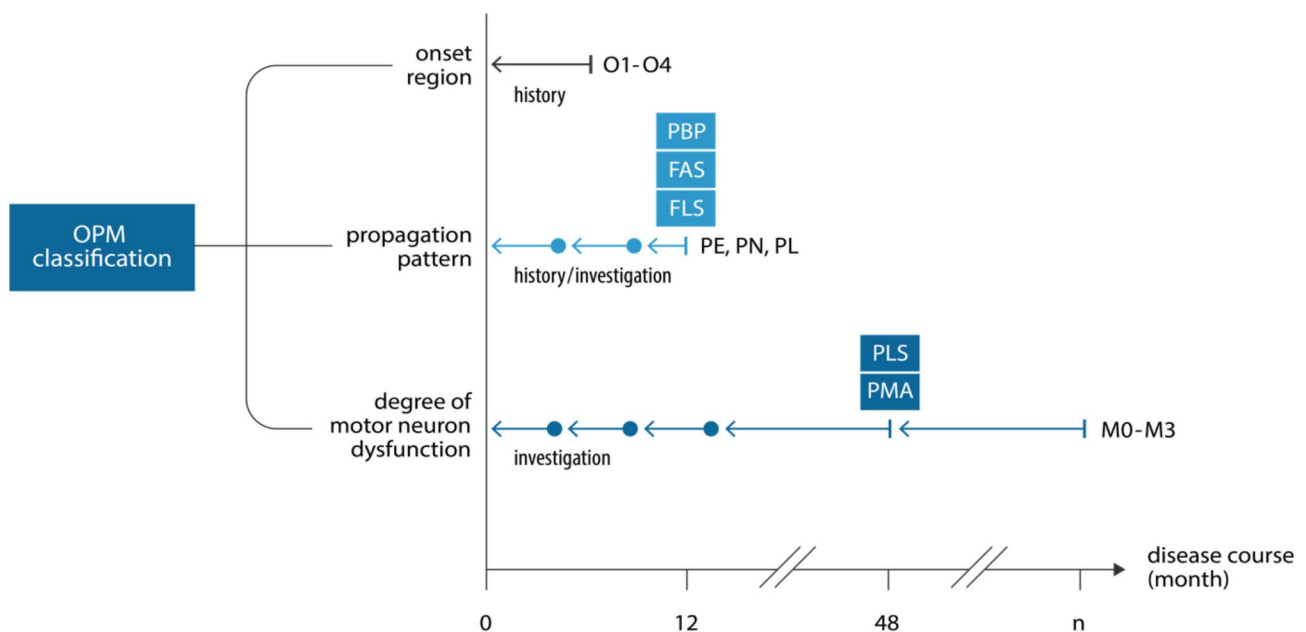 OPM
classification
onset
region
O1-O4
history
PBP
FAS
FLS
propagation
pattern
PE, PN, PL
history/investigation
PLS
PMA
degree of
motor neuron
dysfunction
M0-M3
investigation
disease course
(month)
0
12
48
n